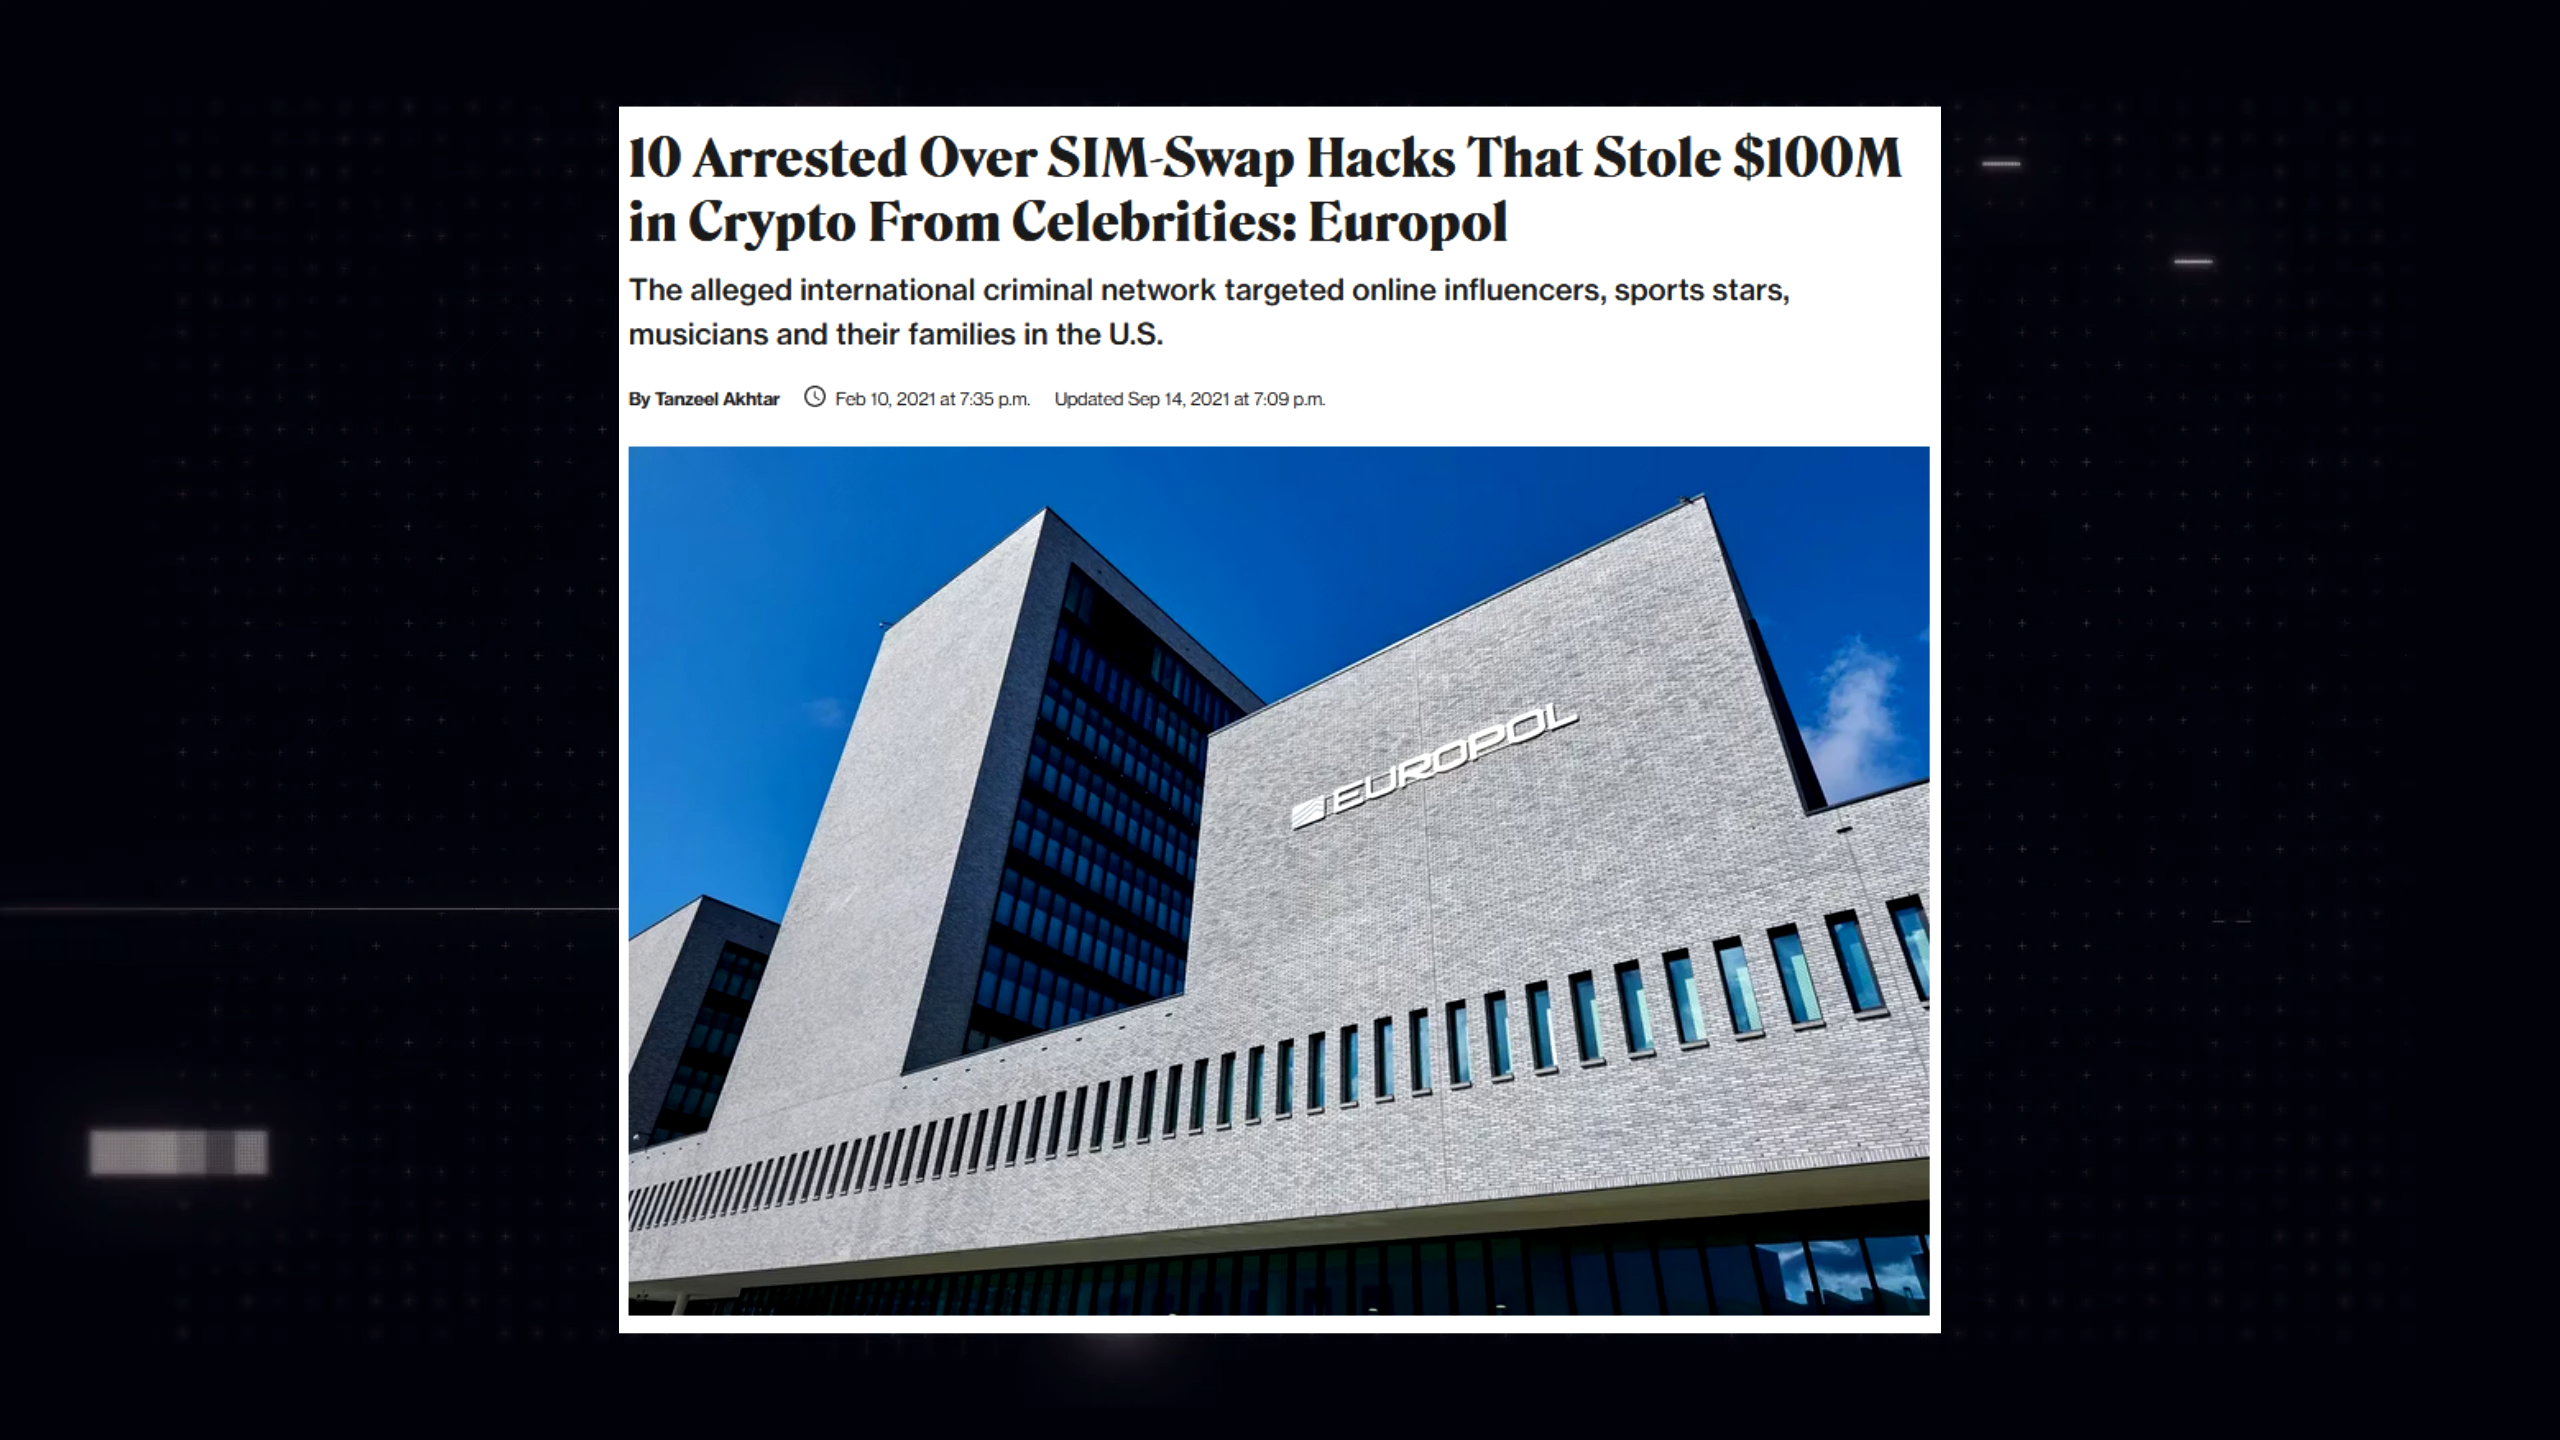 10 Arrested Over SIM-Swap Hacks That Stole $100M
in Crypto From Celebrities: Europol
The alleged international criminal network targeted online influencers, sports stars,
musicians and their families in the U.S.
By Tanzeel Akhtar Feb 10, 2021 at 7:35 p.m. Updated Sep 14, 2021 at 7:09 p.m.
EUROPOL